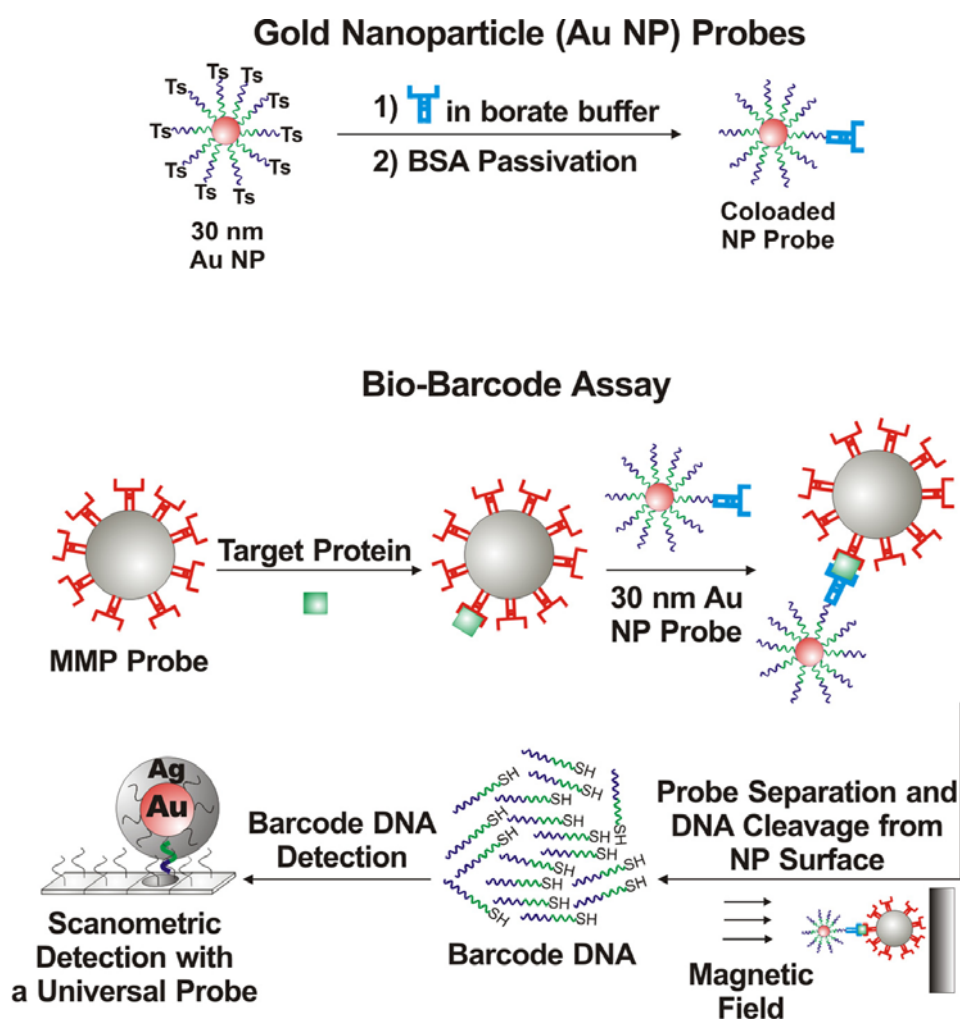 Gold Nanoparticle (Au NP) Probes
Ts
Ts
Ts
Ts
Ts
Ts
Ts
Ts
Ts
Ts
30 nm
Au NP
1) in borate buffer
2) BSA Passivation
Coloaded
NP Probe
Bio-Barcode Assay
MMP Probe
Target Protein
30 nm Au
NP Probe
Probe Separation and
DNA Cleavage from
NP Surface
Magnetic
Field
SH
SH
SH
SH
SH
SH
SH
SH
SH
SH
SH
SH
SH
Barcode DNA
Barcode DNA
Detection
Ag
Au
Scanometric
Detection with
a Universal Probe